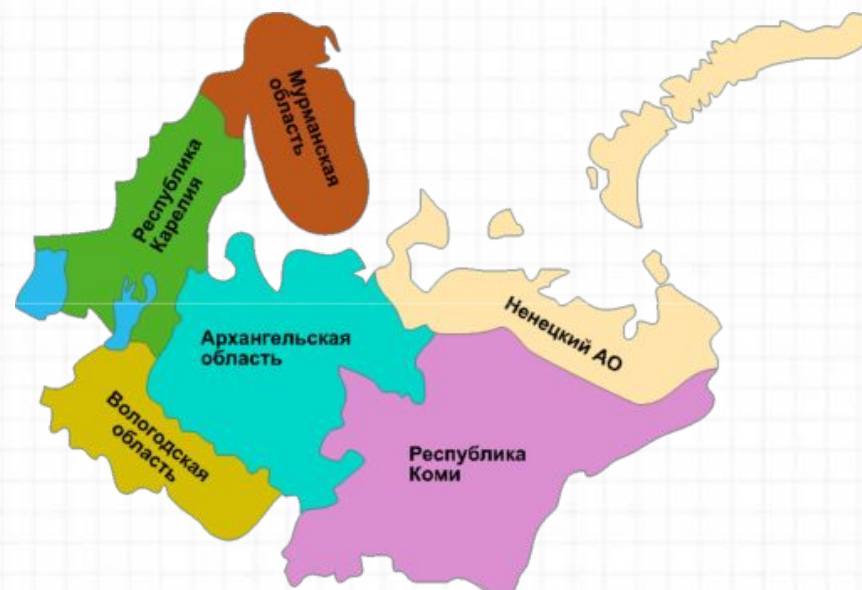 Мурманская
область
Республика
Карелия
Ненецкий АО
Архангельская
область
Вологодская
область
Республика
Коми